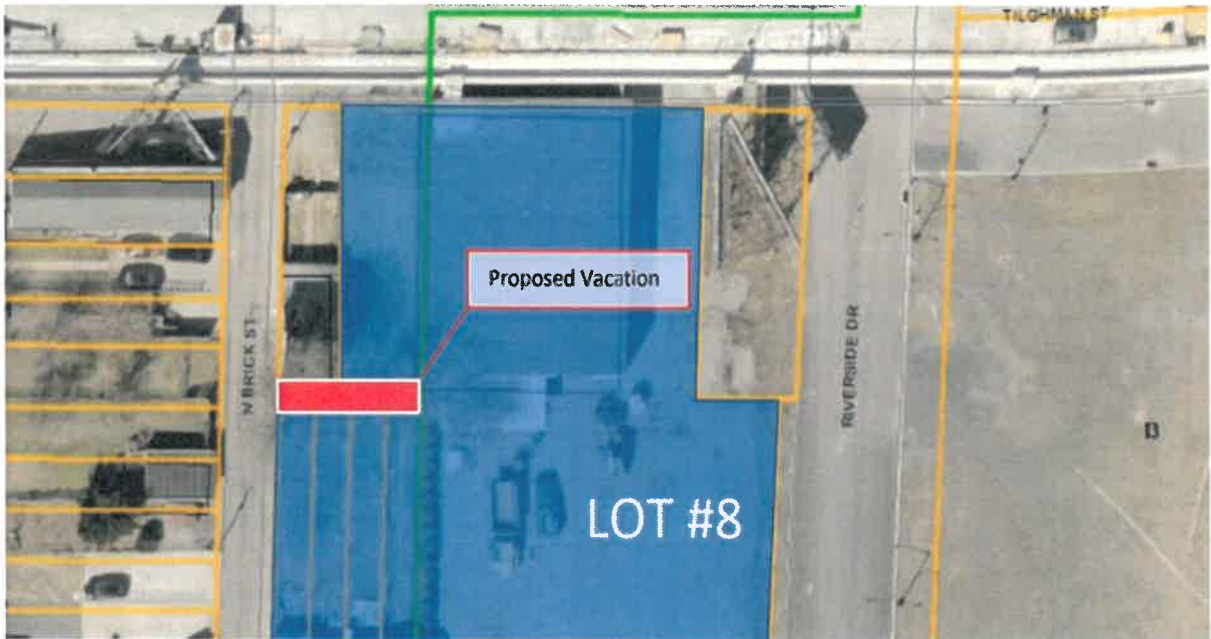 TILGHMAN ST
Proposed Vacation
N BRICK ST
RIVERSIDE DR
B
LOT #8